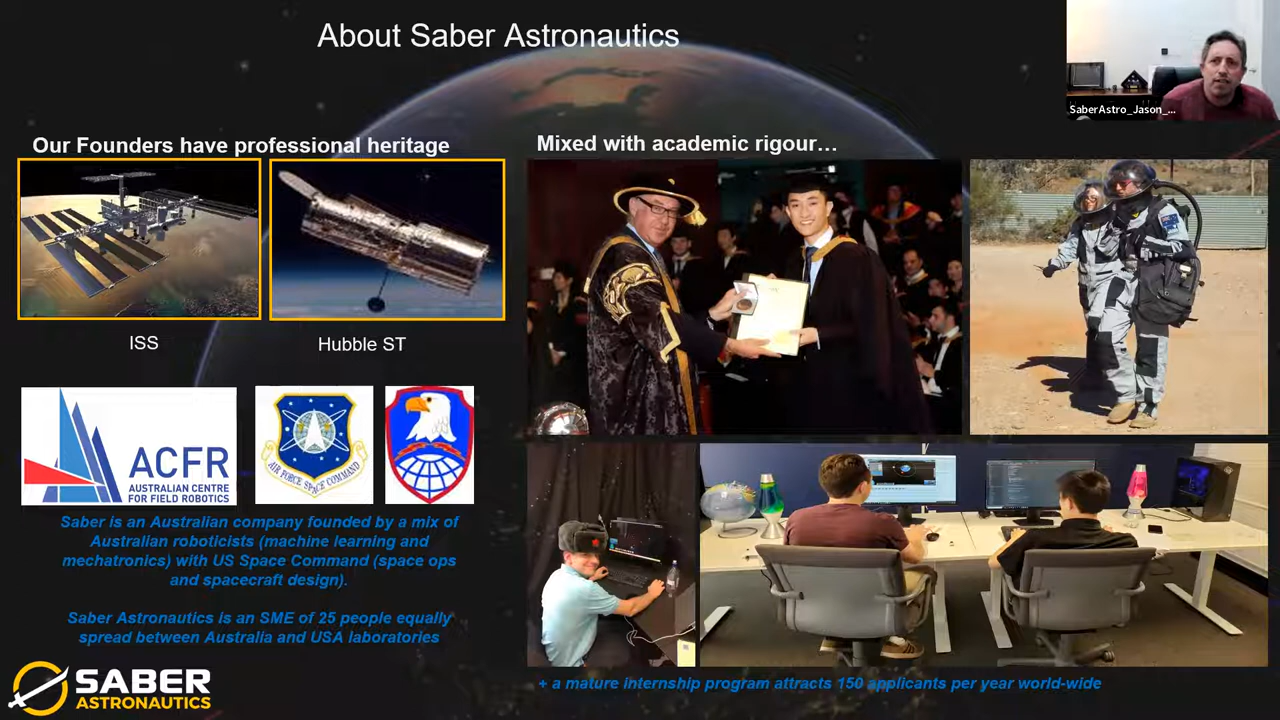 About Saber Astronautics
SaberAstro_Jason_...
Our Founders have professional heritage
Mixed with academic rigour…
ISS
Hubble ST
ACFR
AUSTRALIAN CENTRE
FOR FIELD ROBOTICS
AIR FORCE SPACE COMMAND
Saber is an Australian company founded by a mix of
Australian roboticists (machine learning and
mechatronics) with US Space Command (space ops
and spacecraft design).
Saber Astronautics is an SME of 25 people equally
spread between Australia and USA laboratories
SABER
ASTRONAUTICS
+ a mature internship program attracts 150 applicants per year world-wide